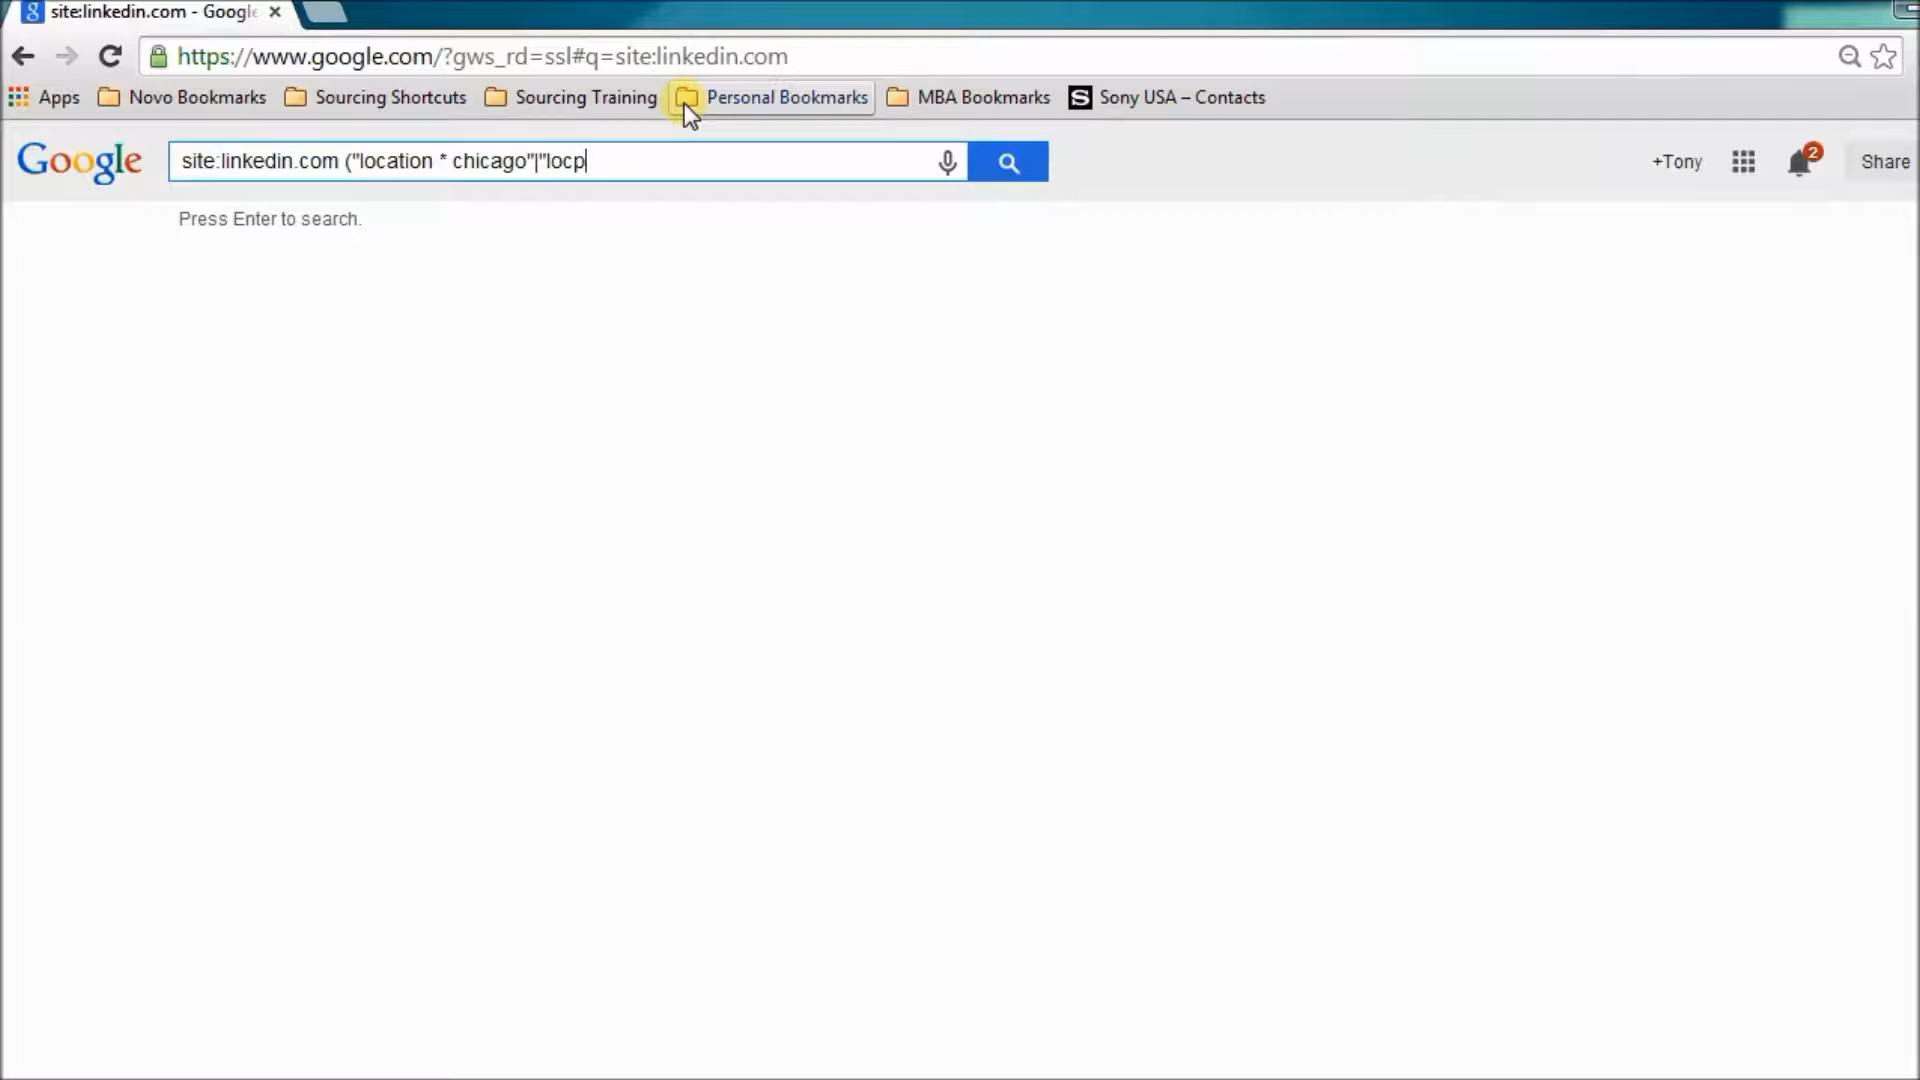 site:linkedin.com - Google
https://www.google.com/?gws_rd=ssl#q=site:linkedin.com
Apps Novo Bookmarks Sourcing Shortcuts Sourcing Training Personal Bookmarks MBA Bookmarks S Sony USA – Contacts
Google site:linkedin.com ("location * chicago"|"locp +Tony 2 Share
Press Enter to search.